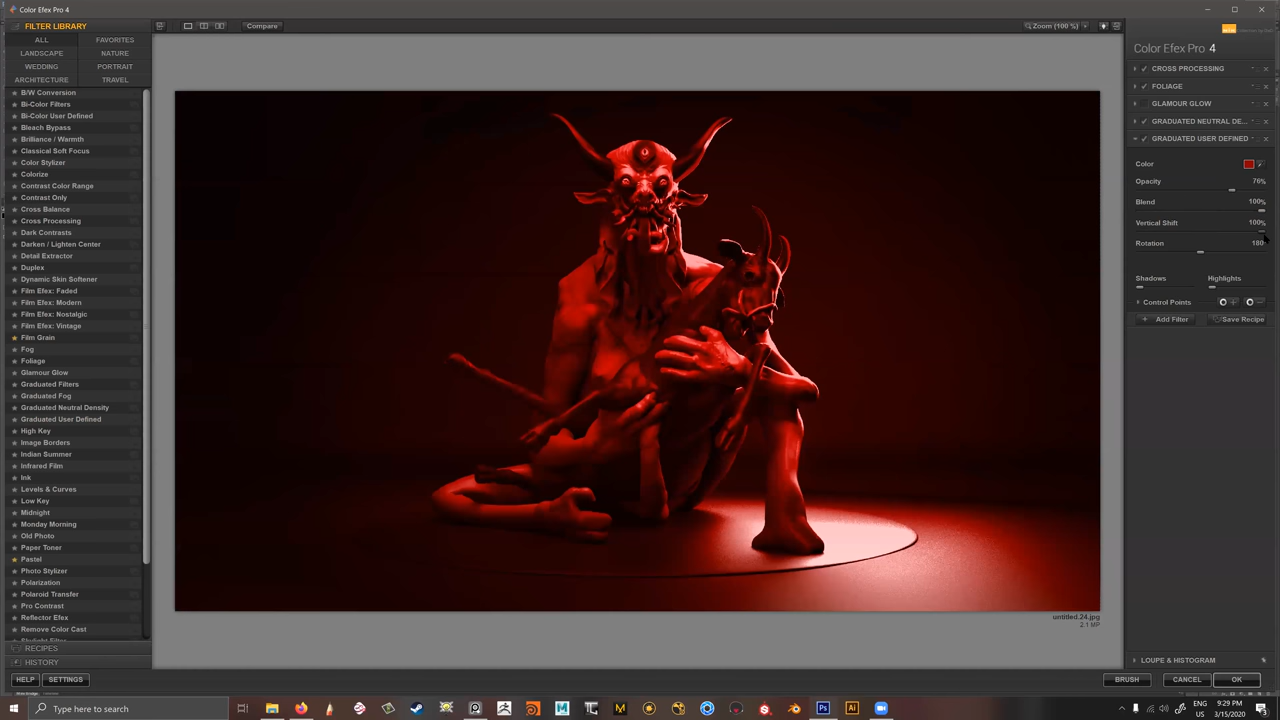 Color Efex Pro 4
FILTER LIBRARY
ALL
FAVORITES
LANDSCAPE
NATURE
WEDDING
PORTRAIT
ARCHITECTURE
TRAVEL
B/W Conversion
Bi-Color Filters
Bi-Color User Defined
Bleach Bypass
Brilliance / Warmth
Classical Soft Focus
Color Stylizer
Colorize
Contrast Color Range
Contrast Only
Cross Balance
Cross Processing
Dark Contrasts
Darken / Lighten Center
Detail Extractor
Duplex
Dynamic Skin Softener
Film Efex: Faded
Film Efex: Modern
Film Efex: Nostalgic
Film Efex: Vintage
Film Grain
Fog
Foliage
Glamour Glow
Graduated Filters
Graduated Fog
Graduated Neutral Density
Graduated User Defined
High Key
Image Borders
Indian Summer
Infrared Film
Ink
Levels & Curves
Low Key
Midnight
Monday Morning
Old Photo
Paper Toner
Pastel
Photo Stylizer
Polarization
Polaroid Transfer
Pro Contrast
Reflector Efex
Remove Color Cast
RECIPES
HISTORY
HELP
SETTINGS
Compare
Zoom (100 %)
untitled.24.jpg
2.1 MP
Color Efex Pro 4
CROSS PROCESSING
FOLIAGE
GLAMOUR GLOW
GRADUATED NEUTRAL DE...
GRADUATED USER DEFINED
Color
Opacity 76%
Blend 100%
Vertical Shift 100%
Rotation 180
Shadows Highlights
Control Points
Add Filter Save Recipe
LOUPE & HISTOGRAM
BRUSH CANCEL OK
Type here to search
ENG 9:29 PM
US 3/15/2020